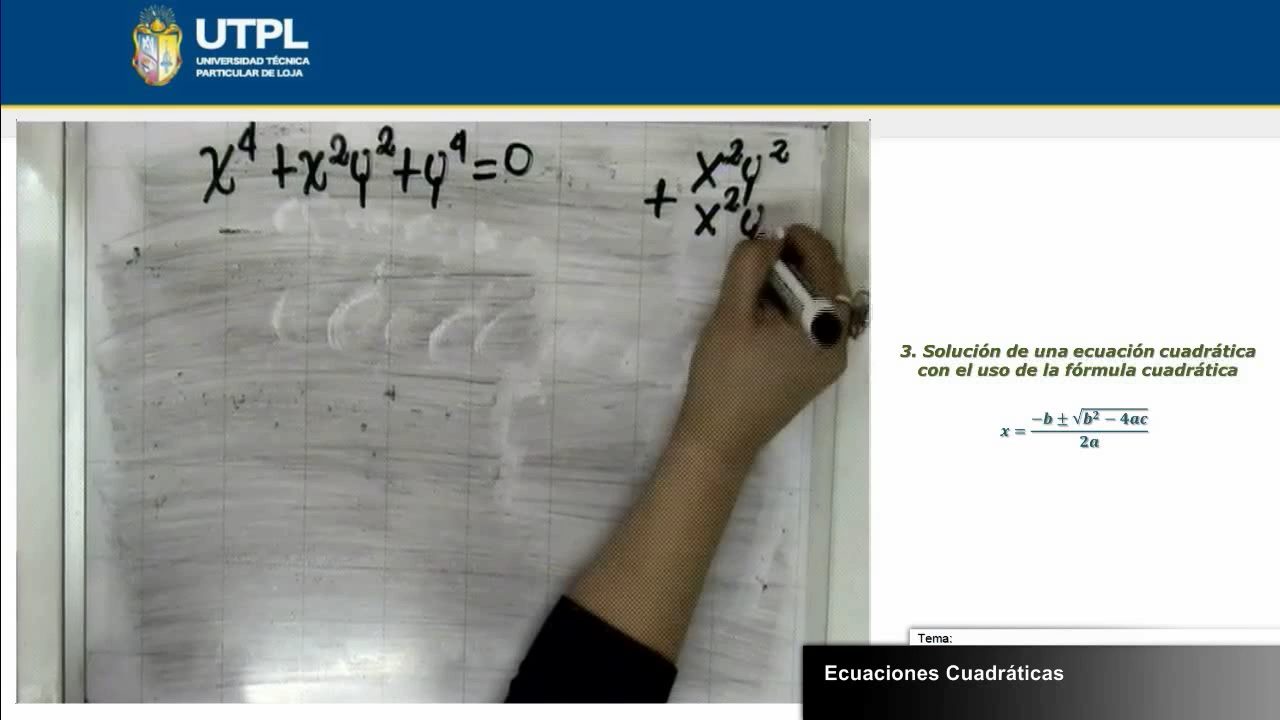 UTPL
UNIVERSIDAD TÉCNICA
PARTICULAR DE LOJA
x⁴ + x²y² + y⁴ = 0
x²y²
+ x²y
3. Solución de una ecuación cuadrática
con el uso de la fórmula cuadrática
x = (−b ± √(b² − 4ac)) / 2a
Tema:
Ecuaciones Cuadráticas